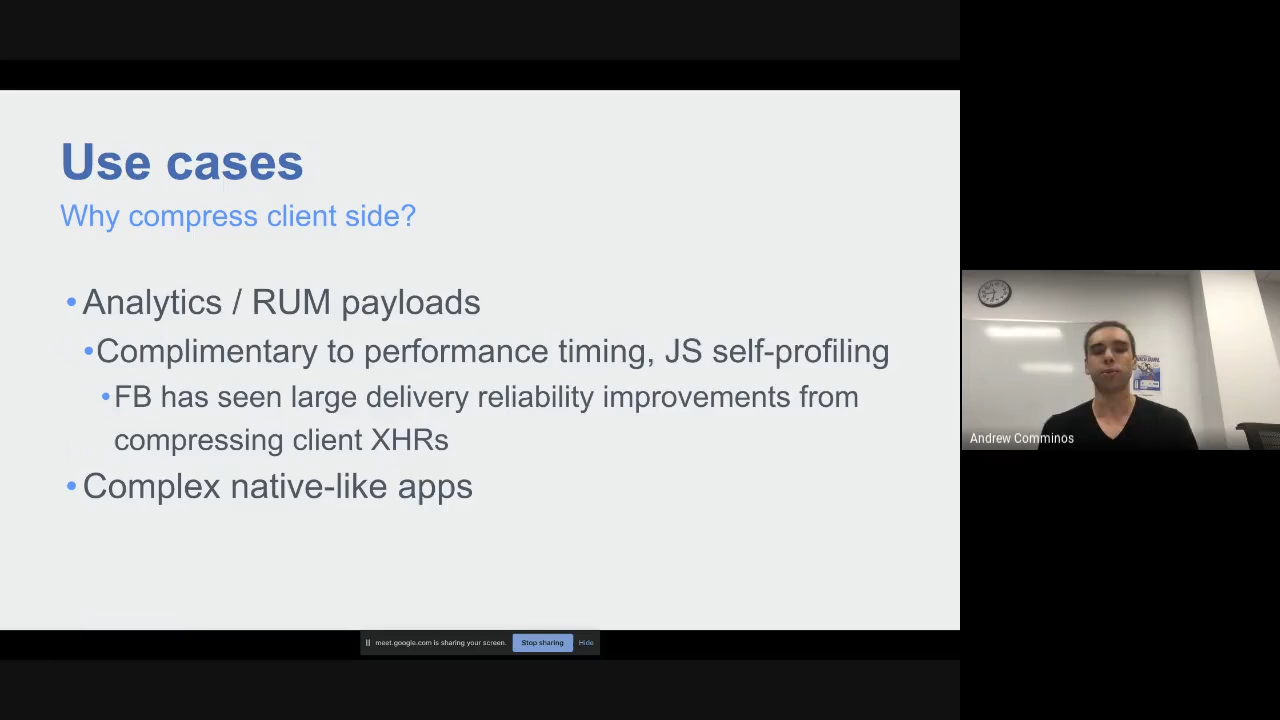 Use cases
Why compress client side?
•Analytics / RUM payloads
•Complimentary to performance timing, JS self-profiling
•FB has seen large delivery reliability improvements from
compressing client XHRs
•Complex native-like apps
Andrew Comminos
meet.google.com is sharing your screen.
Stop sharing
Hide